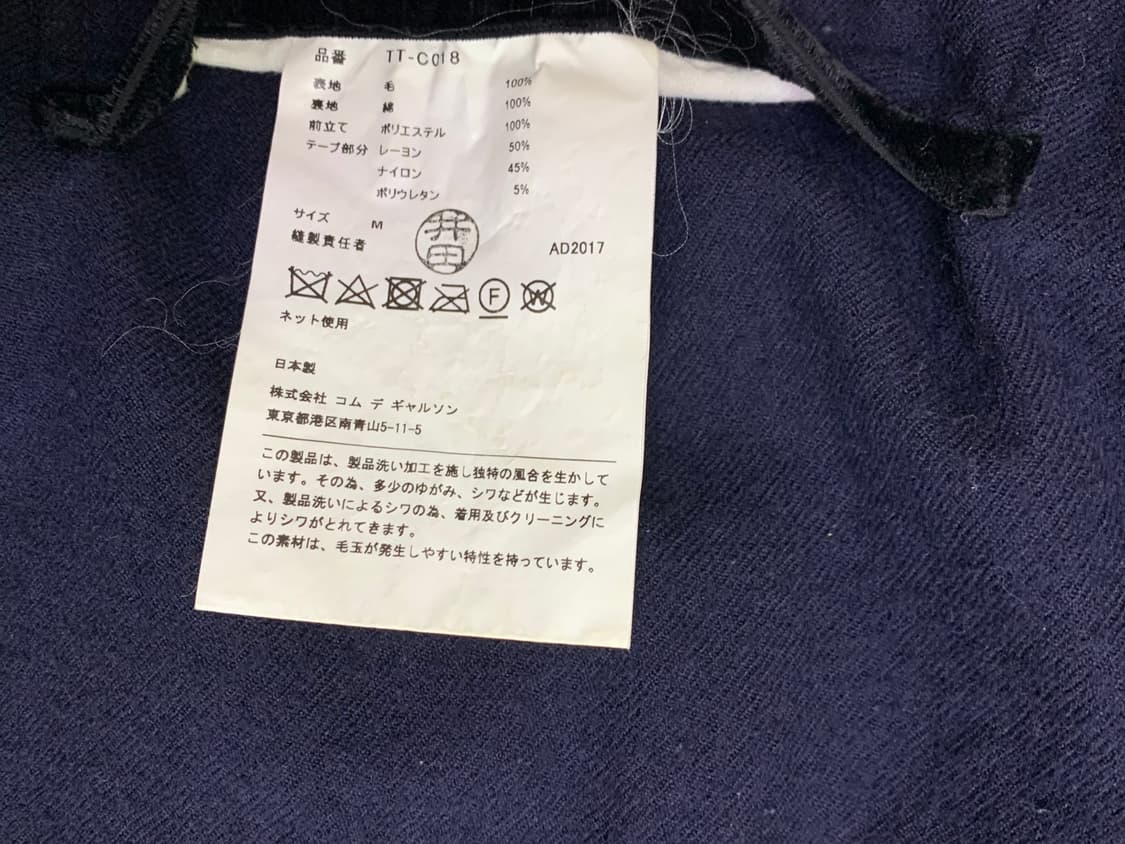 品番 TT-C018
表地 毛 100%
裏地 綿 100%
前立て ポリエステル 100%
テープ部分 レーヨン 50%
ナイロン 45%
ポリウレタン 5%
サイズ M
縫製責任者 井田 AD2017
F W
ネット使用
日本製
株式会社 コム デ ギャルソン
東京都港区南青山5-11-5
この製品は、製品洗い加工を施し独特の風合を生かして
います。その為、多少のゆがみ、シワなどが生じます。
又、製品洗いによるシワの為、着用及びクリーニングに
よりシワがとれてきます。
この素材は、毛玉が発生しやすい特性を持っています。